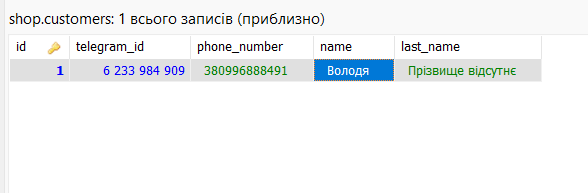 shop.customers: 1 всього записів (приблизно)
id telegram_id phone_number name last_name
1 6 233 984 909 380996888491 Володя Прізвище відсутнє